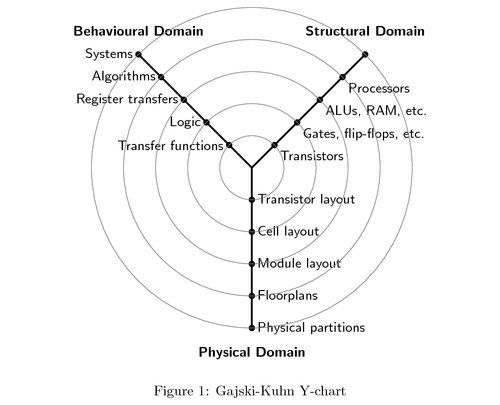 Behavioural Domain
Structural Domain
Systems
Algorithms
Processors
Register transfers
ALUs, RAM, etc.
Logic
Gates, flip-flops, etc.
Transfer functions
Transistors
Transistor layout
Cell layout
Module layout
Floorplans
Physical partitions
Physical Domain
Figure 1: Gajski-Kuhn Y-chart